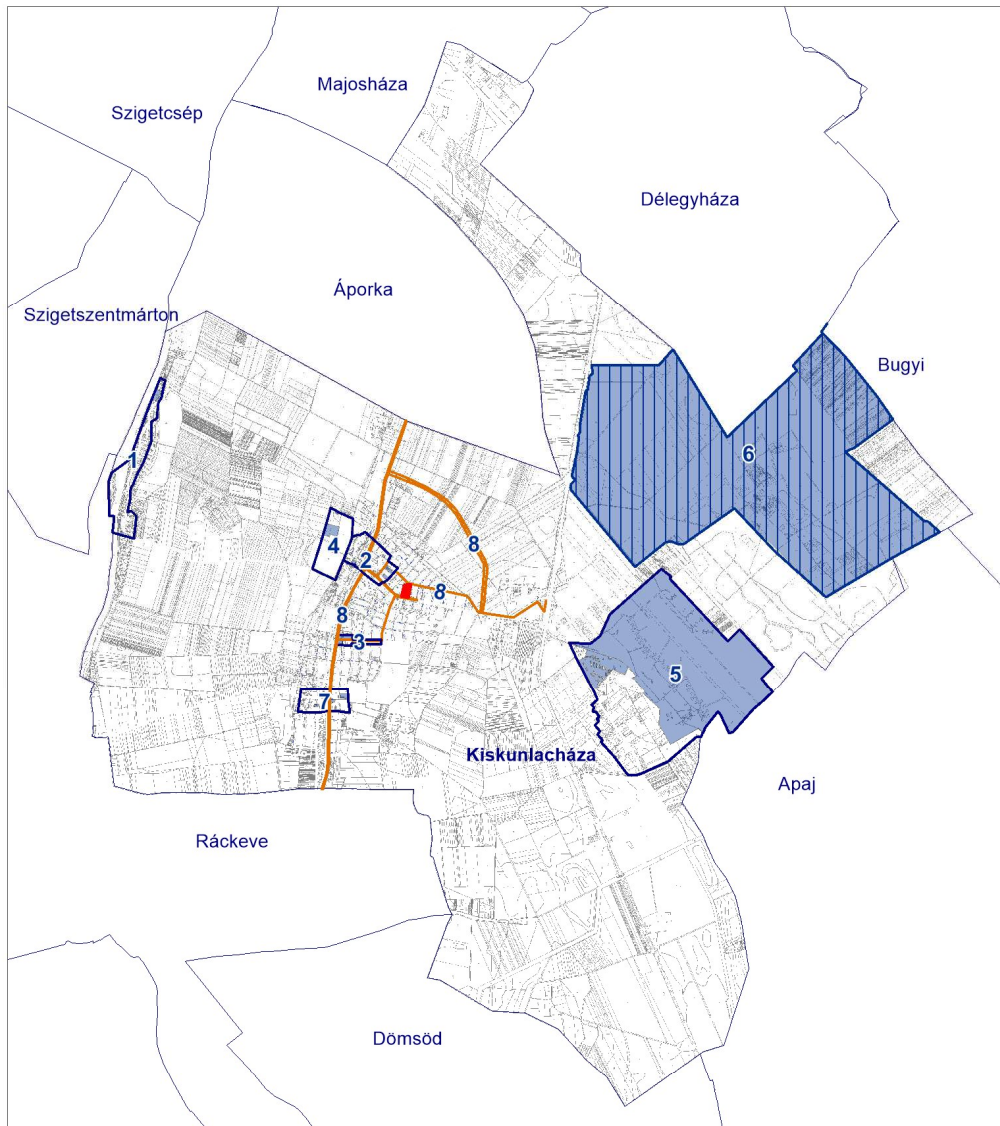 Majosháza
Szigetcsép
Délegyháza
Áporka
Szigetszentmárton
Bugyi
6
1
4
8
2
8
8
3
5
7
Kiskunlacháza
Apaj
Ráckeve
Dömsöd